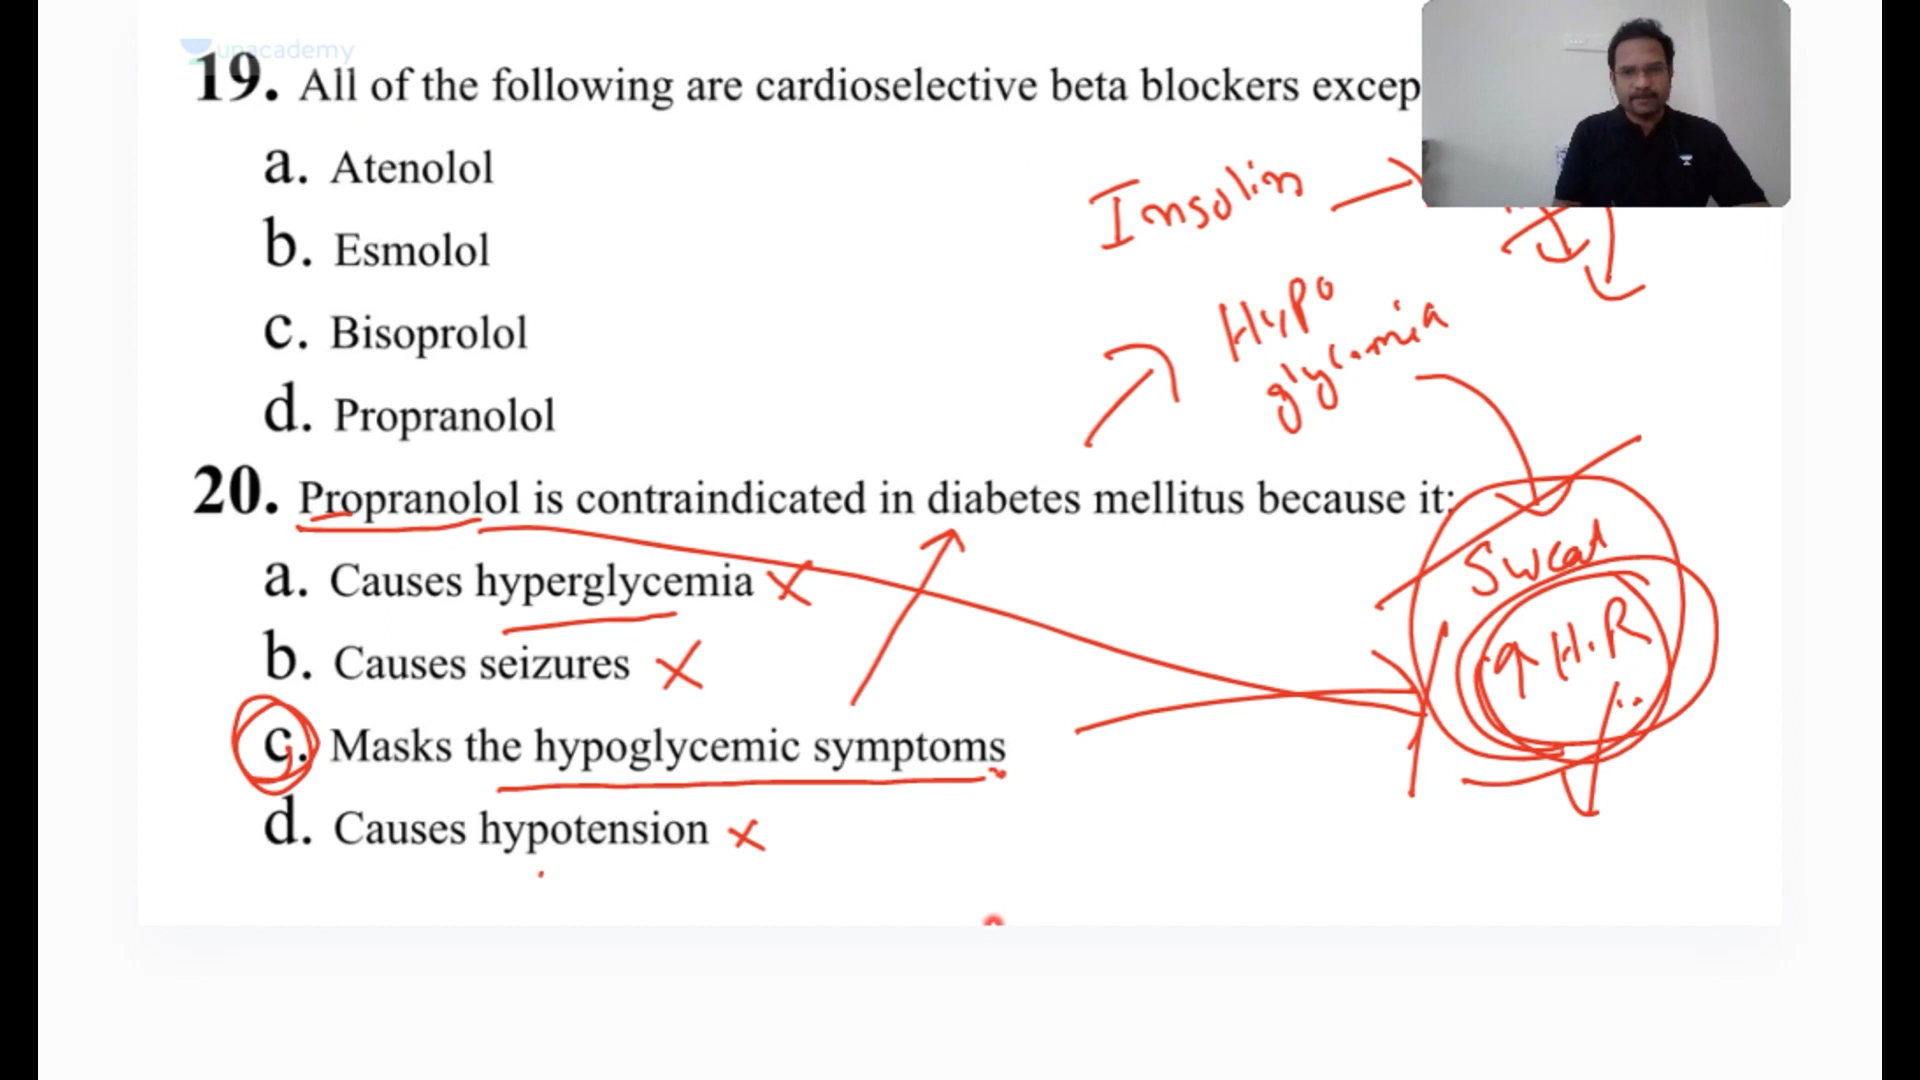 unacademy
19. All of the following are cardioselective beta blockers excep
a. Atenolol
b. Esmolol
c. Bisoprolol
d. Propranolol
Insolin
Hypo
glycemia
20. Propranolol is contraindicated in diabetes mellitus because it:
a. Causes hyperglycemia
b. Causes seizures
c. Masks the hypoglycemic symptoms
d. Causes hypotension
Sweat
↑ H.R